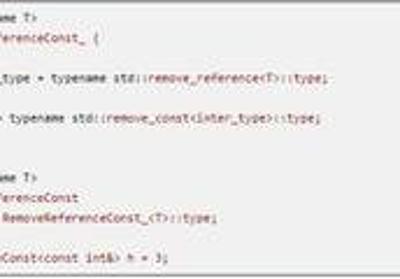 ame T>
erenceConst_ {
_type = typename std::remove_reference<T>::type;
= typename std::remove_const<inter_type>::type;
ame T>
erenceConst
RemoveReferenceConst_<T>::type;
Const<const int&> h = 3;